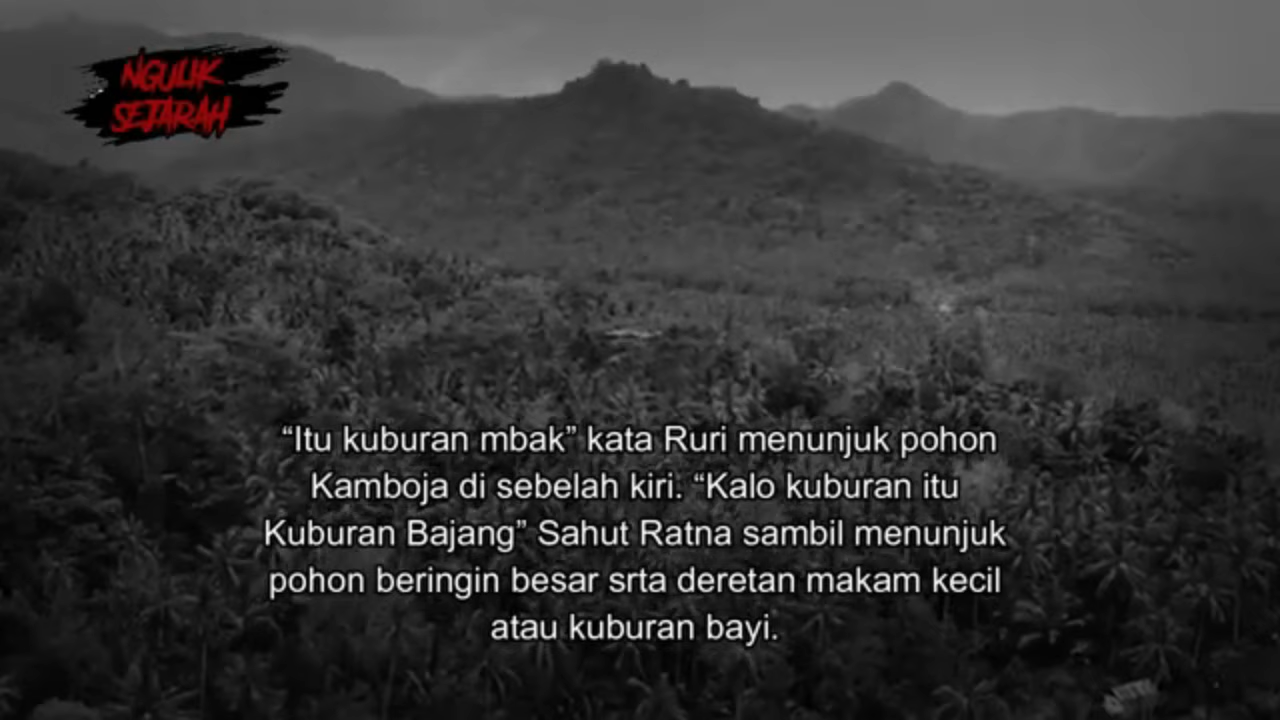 NGULIK
SEJARAH
“Itu kuburan mbak” kata Ruri menunjuk pohon
Kamboja di sebelah kiri. “Kalo kuburan itu
Kuburan Bajang” Sahut Ratna sambil menunjuk
pohon beringin besar srta deretan makam kecil
atau kuburan bayi.